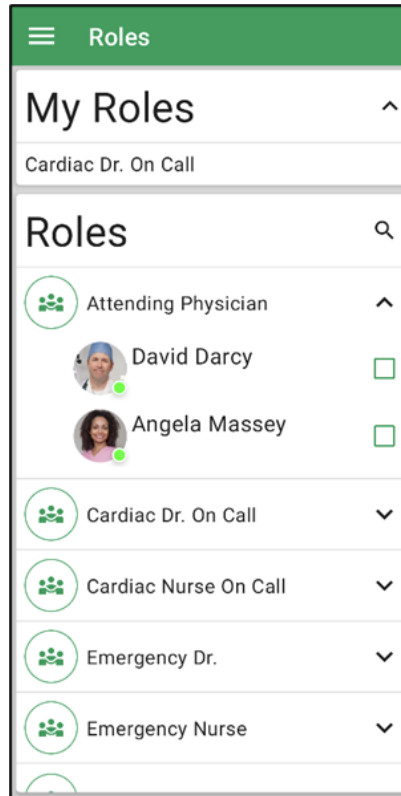 Roles
My Roles
Cardiac Dr. On Call
Roles
Attending Physician
David Darcy
Angela Massey
Cardiac Dr. On Call
Cardiac Nurse On Call
Emergency Dr.
Emergency Nurse